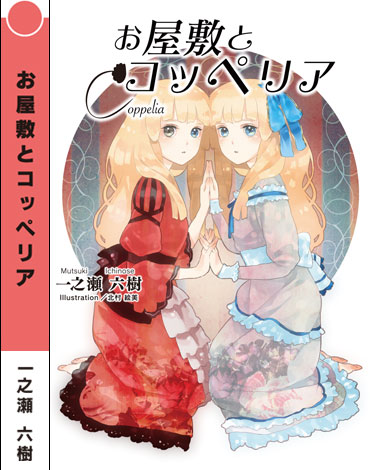 お屋敷とコッペリア
一之瀬 六樹
お屋敷と
コッペリア
Coppelia
Mutsuki Ichinose
一之瀬 六樹
Illustration/北村 絵美